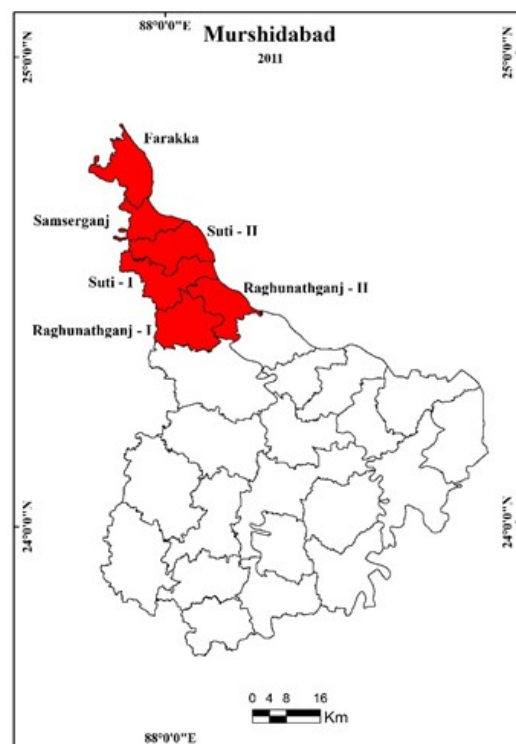 88°0'0"E
Murshidabad
2011
25°0'0"N
25°0'0"N
Farakka
Samserganj
Suti - II
Suti - I
Raghunathganj - II
Raghunathganj - I
24°0'0"N
24°0'0"N
0 4 8 16
Km
88°0'0"E